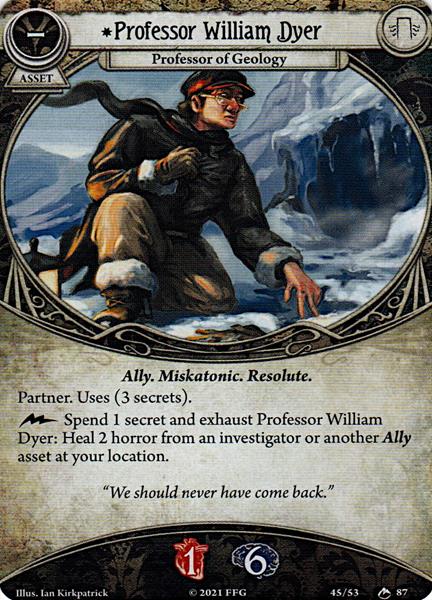 *Professor William Dyer
Professor of Geology
ASSET
Ally. Miskatonic. Resolute.
Partner. Uses (3 secrets).
Spend 1 secret and exhaust Professor William
Dyer: Heal 2 horror from an investigator or another Ally
asset at your location.
“We should never have come back.”
1 6
Illus. Ian Kirkpatrick © 2021 FFG 45/53 87